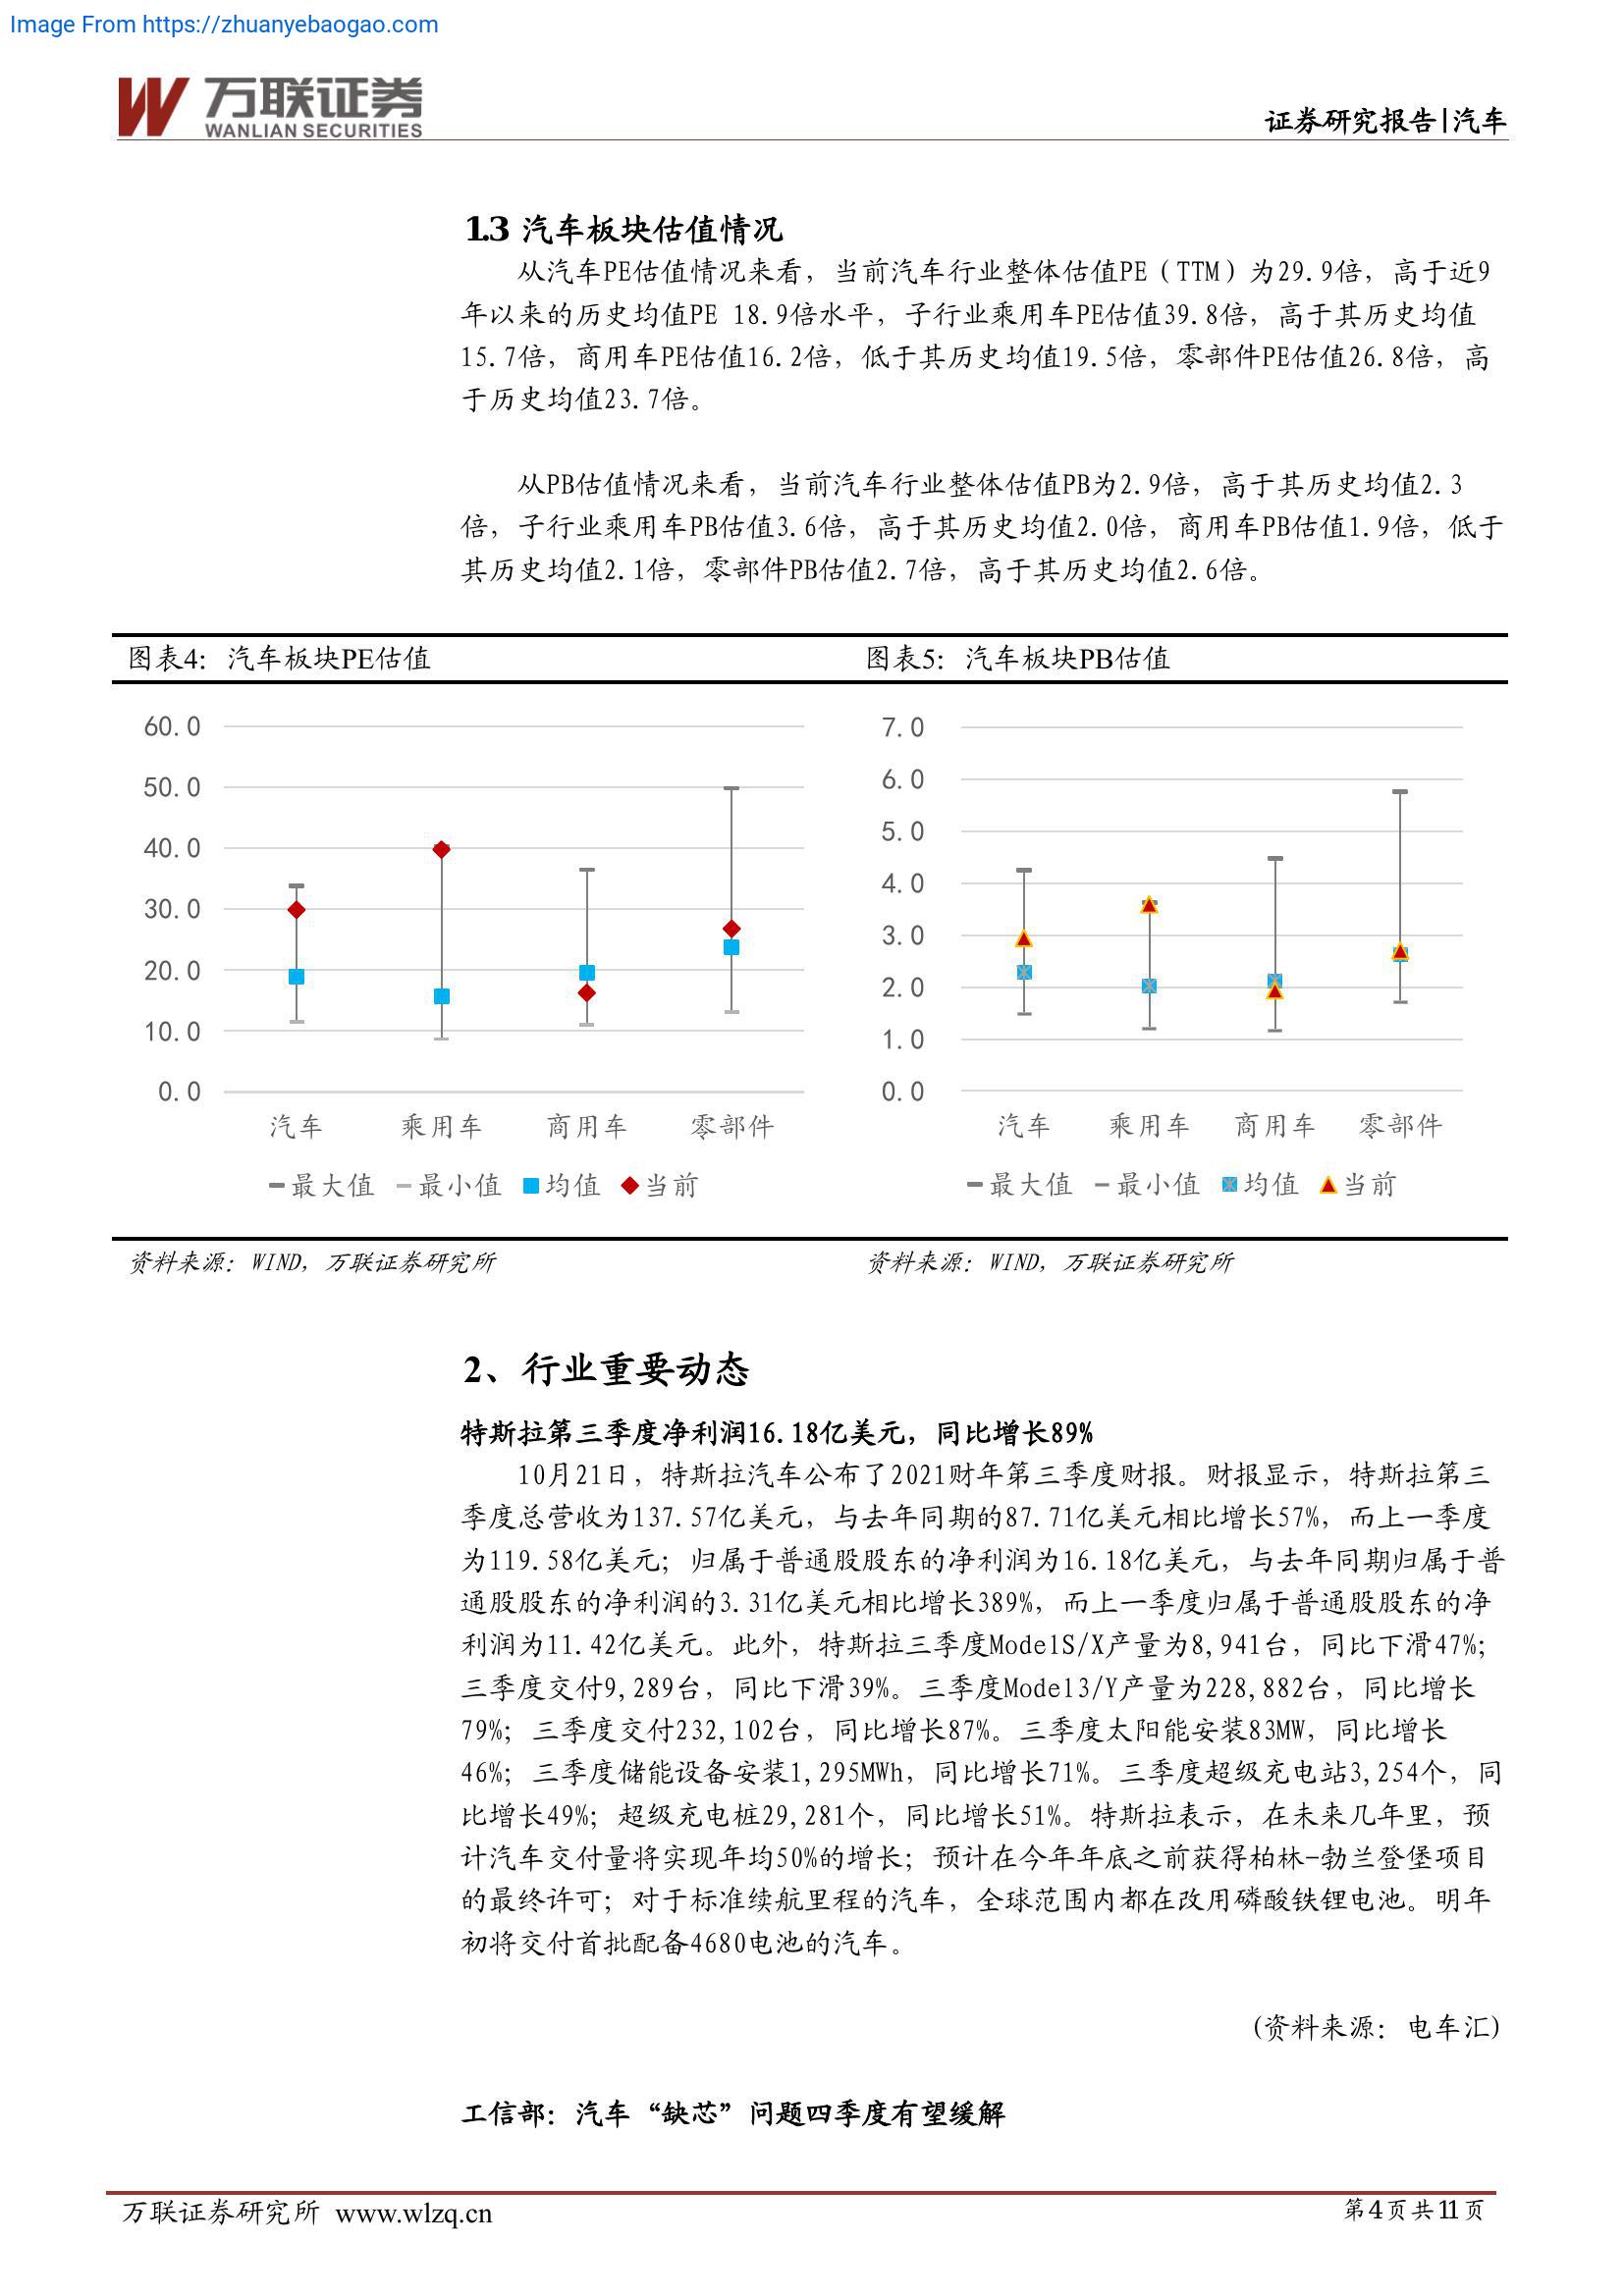 Image From https://zhuanyebaogao.com
万联证券
WANLIAN SECURITIES
证券研究报告|汽车
1.3 汽车板块估值情况
从汽车PE估值情况来看，当前汽车行业整体估值PE（TTM）为29.9倍，高于近9
年以来的历史均值PE 18.9倍水平，子行业乘用车PE估值39.8倍，高于其历史均值
15.7倍，商用车PE估值16.2倍，低于其历史均值19.5倍，零部件PE估值26.8倍，高
于历史均值23.7倍。
从PB估值情况来看，当前汽车行业整体估值PB为2.9倍，高于其历史均值2.3
倍，子行业乘用车PB估值3.6倍，高于其历史均值2.0倍，商用车PB估值1.9倍，低于
其历史均值2.1倍，零部件PB估值2.7倍，高于其历史均值2.6倍。
图表4：汽车板块PE估值
60.0
50.0
40.0
30.0
20.0
10.0
0.0
汽车 乘用车 商用车 零部件
最大值 最小值 均值 当前
资料来源：WIND，万联证券研究所
图表5：汽车板块PB估值
7.0
6.0
5.0
4.0
3.0
2.0
1.0
0.0
汽车 乘用车 商用车 零部件
最大值 最小值 均值 当前
资料来源：WIND，万联证券研究所
2、行业重要动态
特斯拉第三季度净利润16.18亿美元，同比增长89%
10月21日，特斯拉汽车公布了2021财年第三季度财报。财报显示，特斯拉第三
季度总营收为137.57亿美元，与去年同期的87.71亿美元相比增长57%，而上一季度
为119.58亿美元；归属于普通股股东的净利润为16.18亿美元，与去年同期归属于普
通股股东的净利润的3.31亿美元相比增长389%，而上一季度归属于普通股股东的净
利润为11.42亿美元。此外，特斯拉三季度ModelS/X产量为8,941台，同比下滑47%；
三季度交付9,289台，同比下滑39%。三季度Model3/Y产量为228,882台，同比增长
79%；三季度交付232,102台，同比增长87%。三季度太阳能安装83MW，同比增长
46%；三季度储能设备安装1,295MWh，同比增长71%。三季度超级充电站3,254个，同
比增长49%；超级充电桩29,281个，同比增长51%。特斯拉表示，在未来几年里，预
计汽车交付量将实现年均50%的增长；预计在今年年底之前获得柏林-勃兰登堡项目
的最终许可；对于标准续航里程的汽车，全球范围内都在改用磷酸铁锂电池。明年
初将交付首批配备4680电池的汽车。
(资料来源：电车汇)
工信部：汽车“缺芯”问题四季度有望缓解
万联证券研究所 www.wlzq.cn
第4页共11页